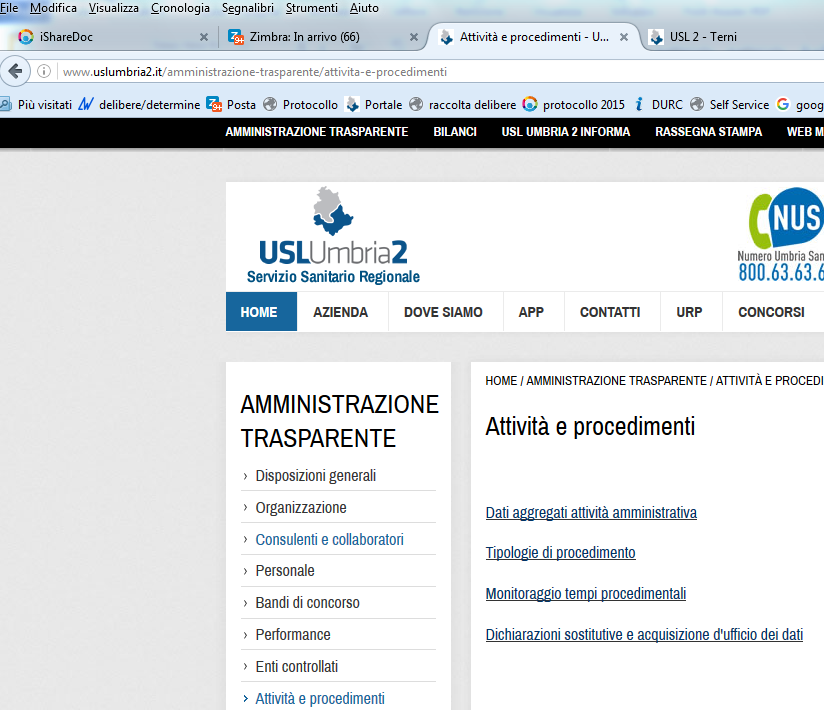 File Modifica Visualizza Cronologia Segnalibri Strumenti Aiuto
iShareDoc Zimbra: In arrivo (66) Attività e procedimenti - U... USL 2 - Terni
www.uslumbria2.it/amministrazione-trasparente/attivita-e-procedimenti
Più visitati delibere/determine Posta Protocollo Portale raccolta delibere protocollo 2015 DURC Self Service goog
AMMINISTRAZIONE TRASPARENTE BILANCI USL UMBRIA 2 INFORMA RASSEGNA STAMPA WEB M
USLUmbria2
Servizio Sanitario Regionale
NUS
Numero Umbria San
800.63.63.6
HOME AZIENDA DOVE SIAMO APP CONTATTI URP CONCORSI
AMMINISTRAZIONE
TRASPARENTE
› Disposizioni generali
› Organizzazione
› Consulenti e collaboratori
› Personale
› Bandi di concorso
› Performance
› Enti controllati
› Attività e procedimenti
HOME / AMMINISTRAZIONE TRASPARENTE / ATTIVITÀ E PROCEDI
Attività e procedimenti
Dati aggregati attività amministrativa
Tipologie di procedimento
Monitoraggio tempi procedimentali
Dichiarazioni sostitutive e acquisizione d'ufficio dei dati